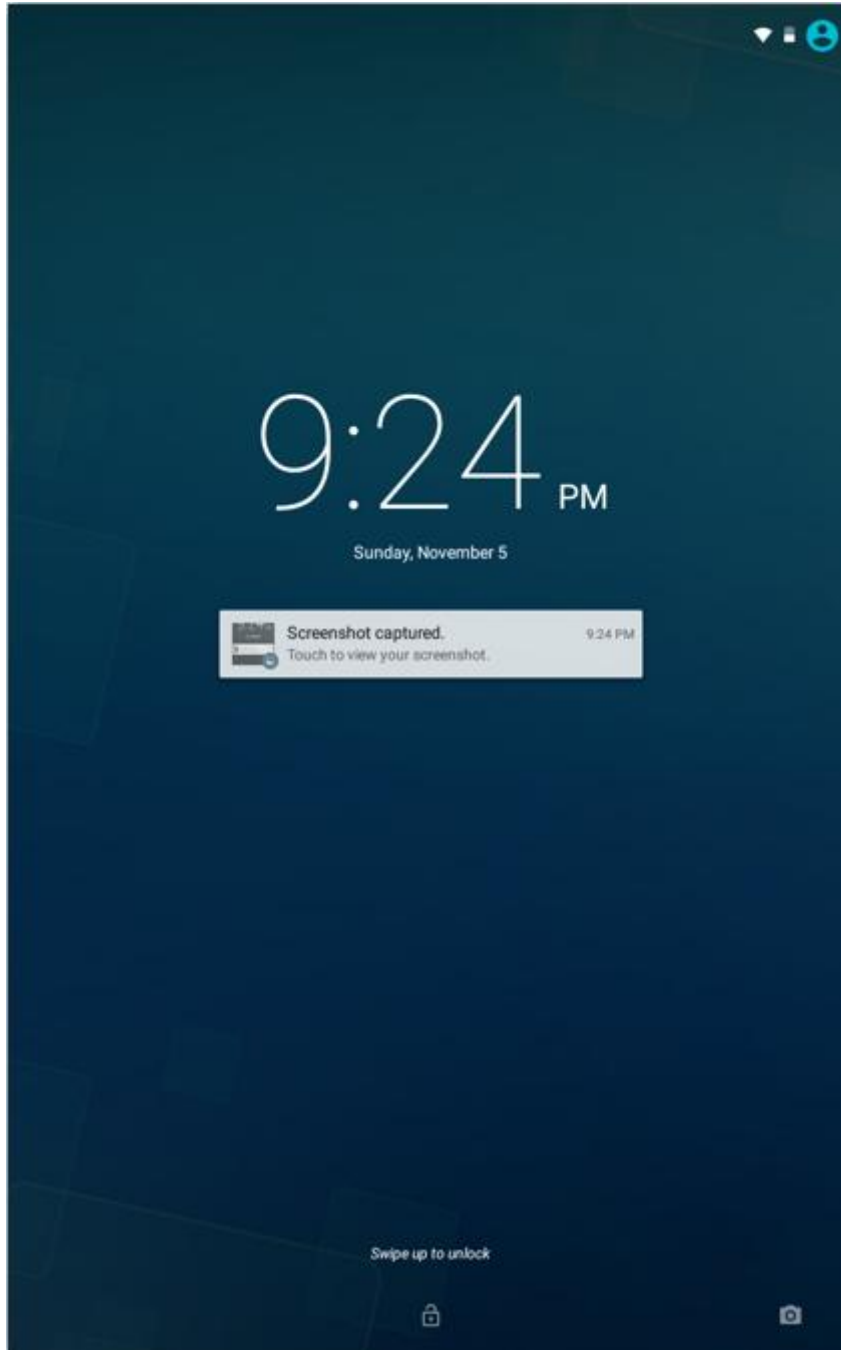 9:24 PM
Sunday, November 5
Screenshot captured. 9:24 PM
Touch to view your screenshot.
Swipe up to unlock